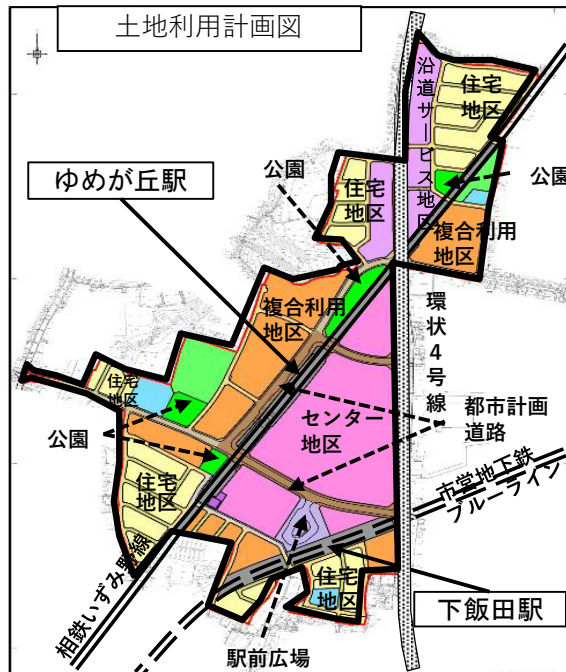 土地利用計画図
沿道サービス地区
住宅
地区
公園
公園
ゆめが丘駅
住宅
地区
複合利用
地区
複合利用
地区
環状4号線
住宅
地区
センター
地区
都市計画
道路
公園
住宅
地区
市営地下鉄
ブルーライン
相鉄いずみ野線
住宅
地区
下飯田駅
駅前広場